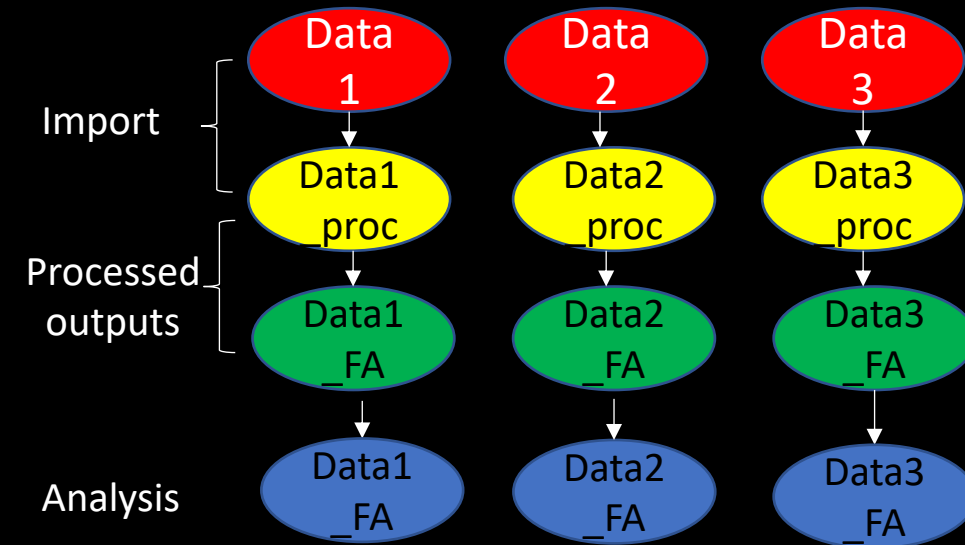 Data
1
Data
2
Data
3
Import
Data1
_proc
Data2
_proc
Data3
_proc
Processed
outputs
Data1
_FA
Data2
_FA
Data3
_FA
Analysis
Data1
_FA
Data2
_FA
Data3
_FA